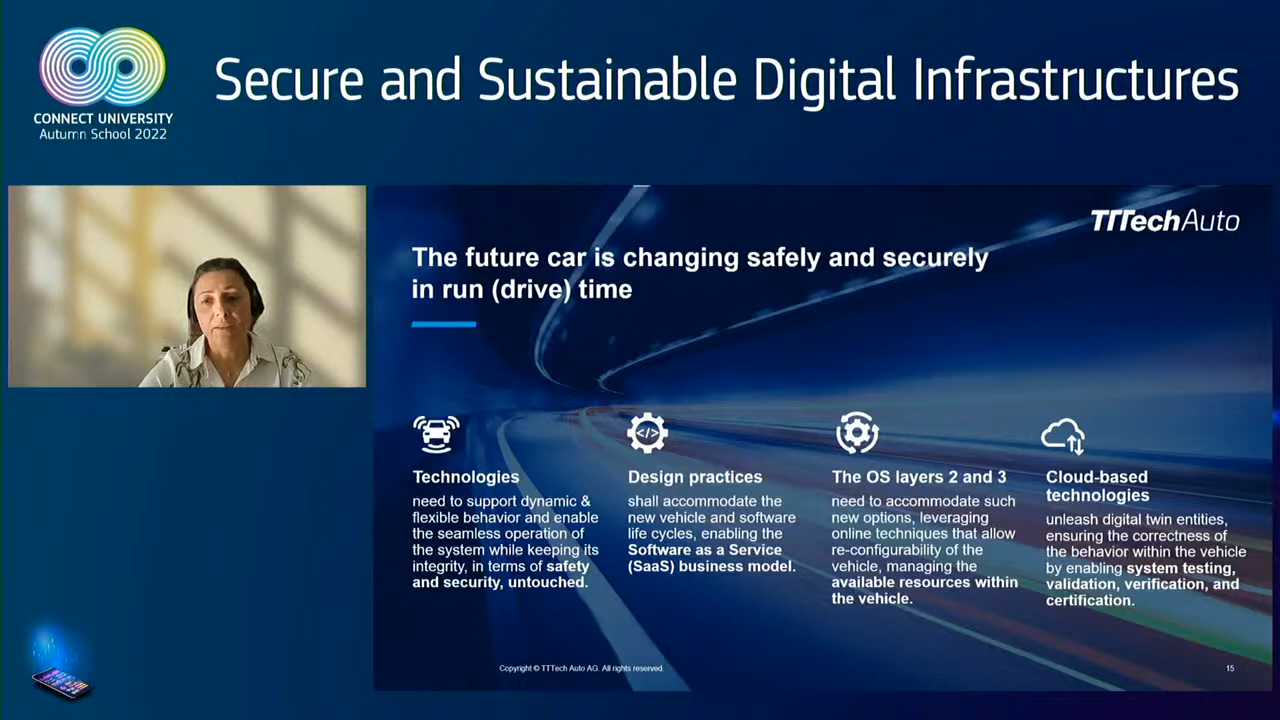 Secure and Sustainable Digital Infrastructures
CONNECT UNIVERSITY
Autumn School 2022
TTTechAuto
The future car is changing safely and securely
in run (drive) time
</>
Technologies
need to support dynamic &
flexible behavior and enable
the seamless operation of
the system while keeping its
integrity, in terms of safety
and security, untouched.
Design practices
shall accommodate the
new vehicle and software
life cycles, enabling the
Software as a Service
(SaaS) business model.
The OS layers 2 and 3
need to accommodate such
new options, leveraging
online techniques that allow
re-configurability of the
vehicle, managing the
available resources within
the vehicle.
Cloud-based
technologies
unleash digital twin entities,
ensuring the correctness of
the behavior within the vehicle
by enabling system testing,
validation, verification, and
certification.
Copyright © TTTech Auto AG. All rights reserved.
15